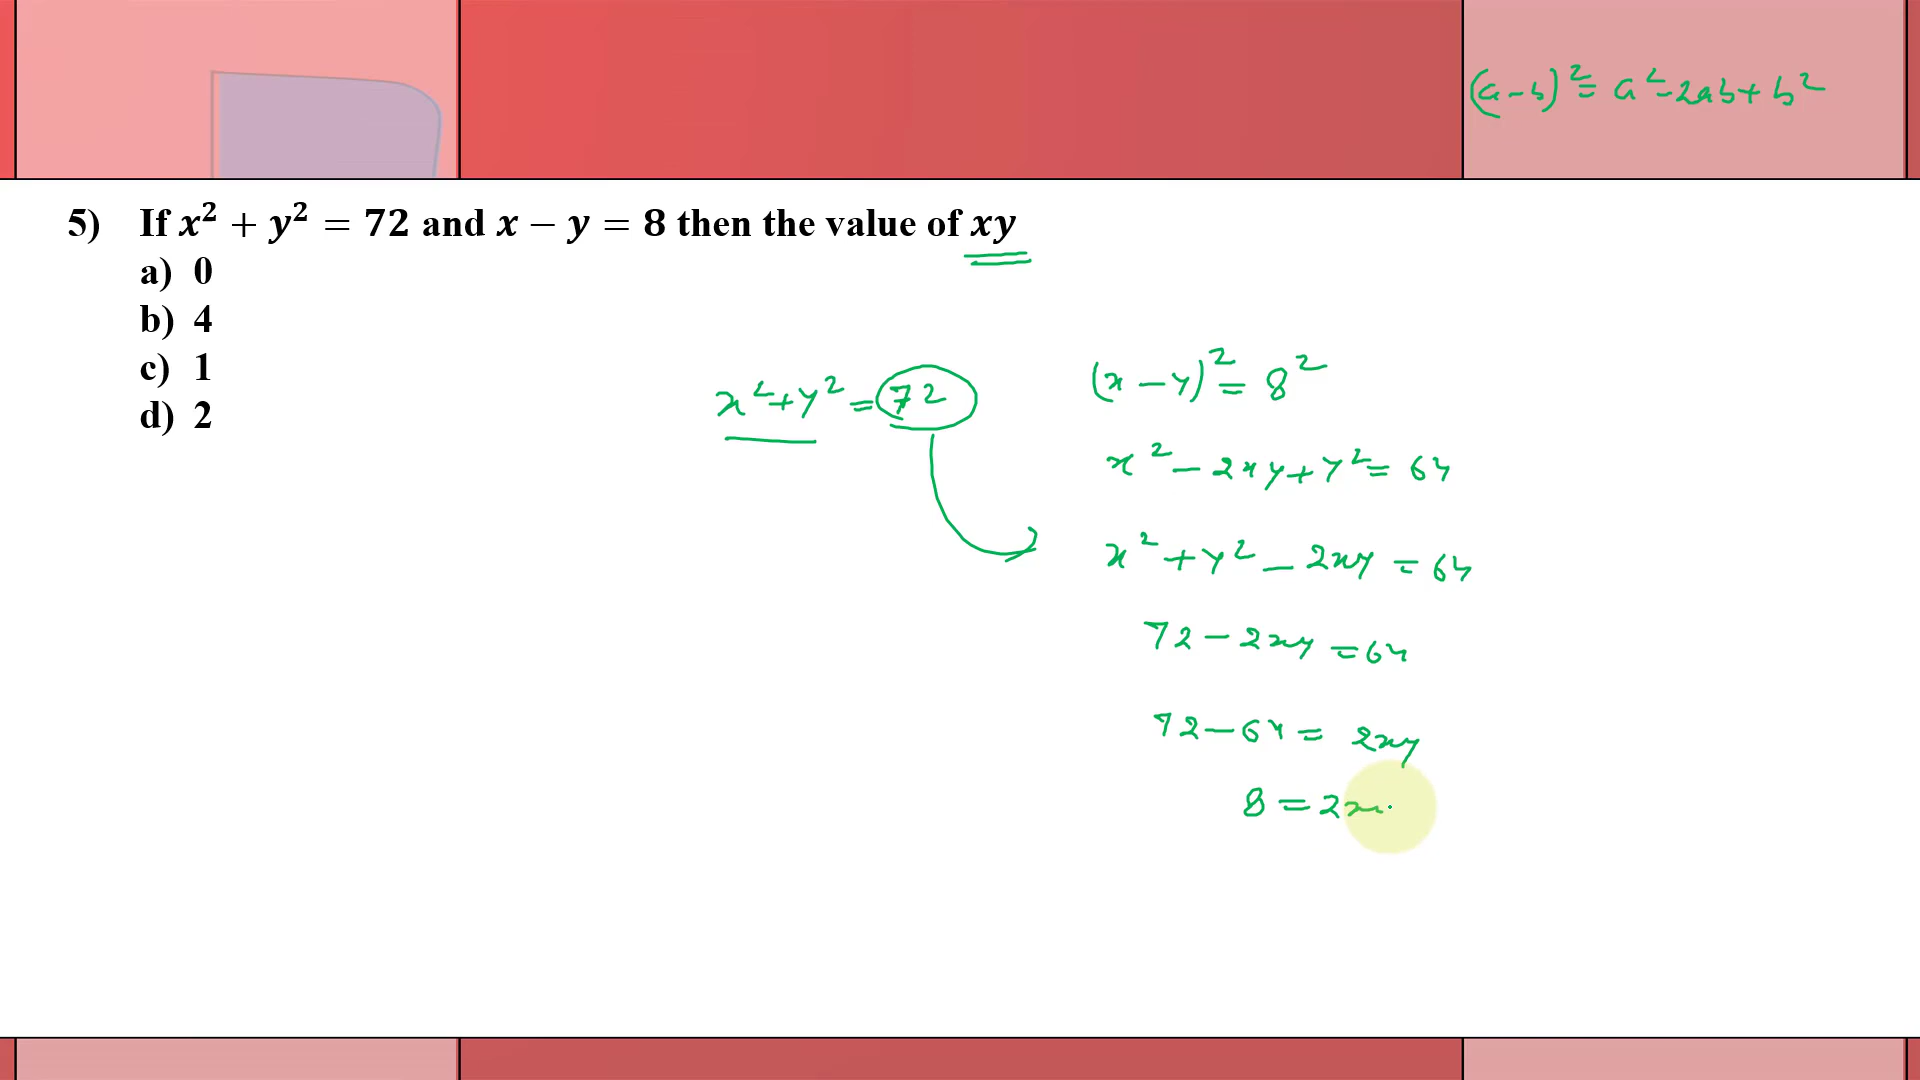 (a-b)² = a² - 2ab + b²
5) If x² + y² = 72 and x − y = 8 then the value of xy
a) 0
b) 4
c) 1
d) 2
x² + y² = 72
(x - y)² = 8²
x² - 2xy + y² = 64
x² + y² - 2xy = 64
72 - 2xy = 64
72 - 64 = 2xy
8 = 2x